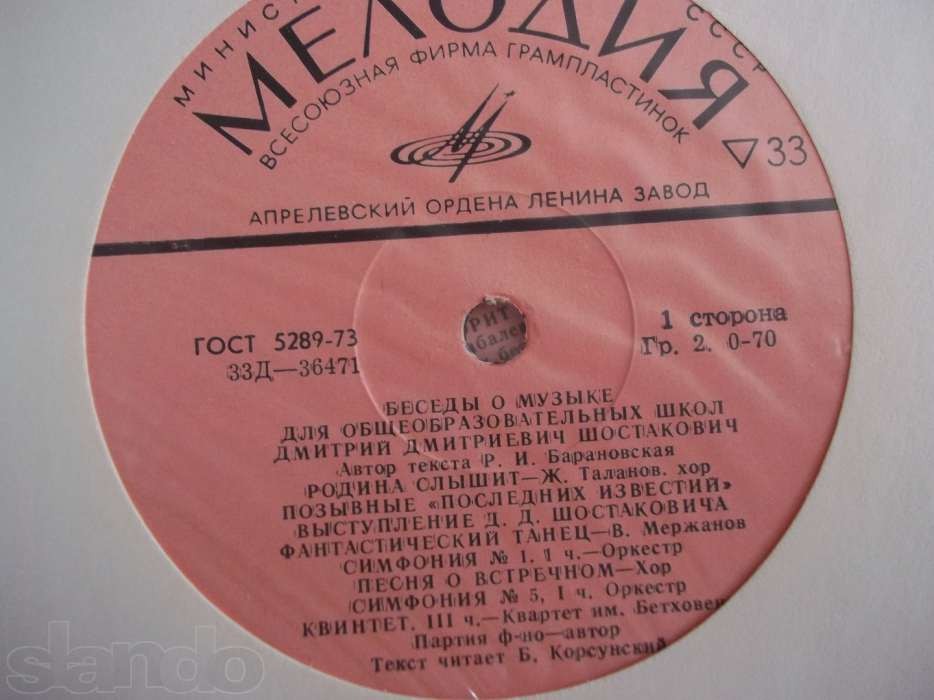 МЕЛОДИЯ
СССР
ВСЕСОЮЗНАЯ ФИРМА ГРАМПЛАСТИНОК
▽33
АПРЕЛЕВСКИЙ ОРДЕНА ЛЕНИНА ЗАВОД
ГОСТ 5289-73
33Д—36471
1 сторона
Гр. 2. 0-70
БЕСЕДЫ О МУЗЫКЕ
ДЛЯ ОБЩЕОБРАЗОВАТЕЛЬНЫХ ШКОЛ
ДМИТРИЙ ДМИТРИЕВИЧ ШОСТАКОВИЧ
Автор текста Р. И. Барановская
РОДИНА СЛЫШИТ—Ж. Таланов. хор
ПОЗЫВНЫЕ «ПОСЛЕДНИХ ИЗВЕСТИЙ»
ВЫСТУПЛЕНИЕ Д. Д. ШОСТАКОВИЧА
ФАНТАСТИЧЕСКИЙ ТАНЕЦ—В. Мержанов
СИМФОНИЯ № 1, 1 ч.—Оркестр
ПЕСНЯ О ВСТРЕЧНОМ—Хор
СИМФОНИЯ № 5, I ч. Оркестр
КВИНТЕТ. III ч.—Квартет им. Бетховен
Партия ф-но—автор
Текст читает Б. Корсунский
slando